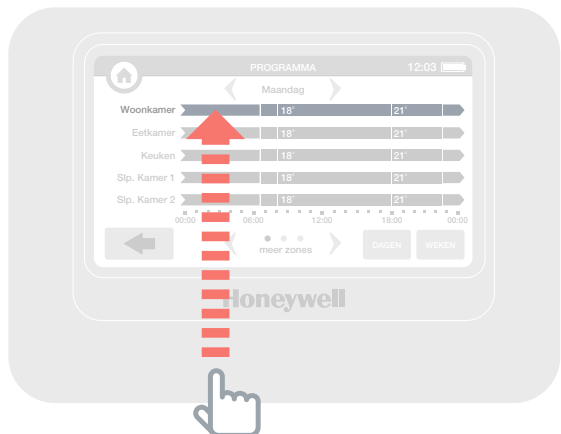 PROGRAMMA 12:03
Maandag
Woonkamer 18° 21°
Eetkamer 18° 21°
Keuken 18° 21°
Slp. Kamer 1 18° 21°
Slp. Kamer 2 18° 21°
00:00 06:00 12:00 18:00 00:00
meer zones DAGEN WEKEN
Honeywell